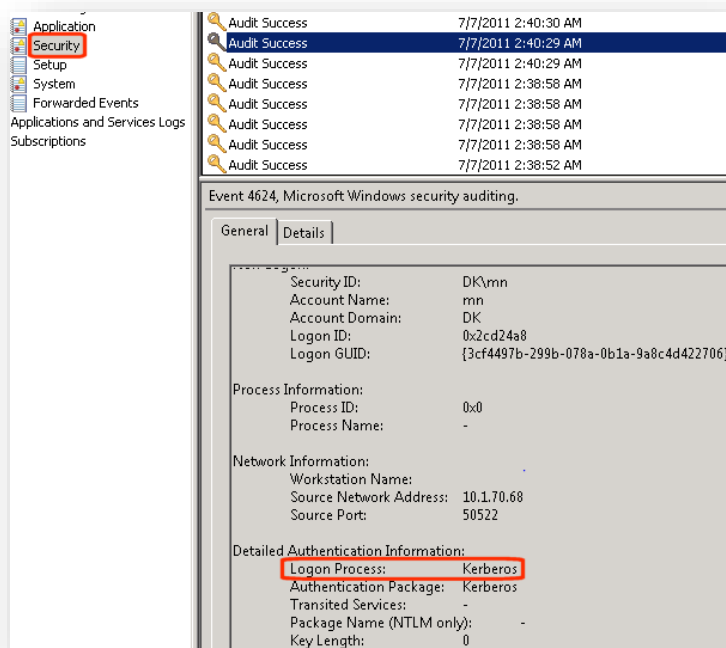 Application
Security
Setup
System
Forwarded Events
Applications and Services Logs
Subscriptions
Audit Success 7/7/2011 2:40:30 AM
Audit Success 7/7/2011 2:40:29 AM
Audit Success 7/7/2011 2:40:29 AM
Audit Success 7/7/2011 2:38:58 AM
Audit Success 7/7/2011 2:38:58 AM
Audit Success 7/7/2011 2:38:58 AM
Audit Success 7/7/2011 2:38:58 AM
Audit Success 7/7/2011 2:38:52 AM
Event 4624, Microsoft Windows security auditing.
General Details
Security ID: DK\mn
Account Name: mn
Account Domain: DK
Logon ID: 0x2cd24a8
Logon GUID: {3cf4497b-299b-078a-0b1a-9a8c4d422706}
Process Information:
Process ID: 0x0
Process Name: -
Network Information:
Workstation Name:
Source Network Address: 10.1.70.68
Source Port: 50522
Detailed Authentication Information:
Logon Process: Kerberos
Authentication Package: Kerberos
Transited Services: -
Package Name (NTLM only): -
Key Length: 0